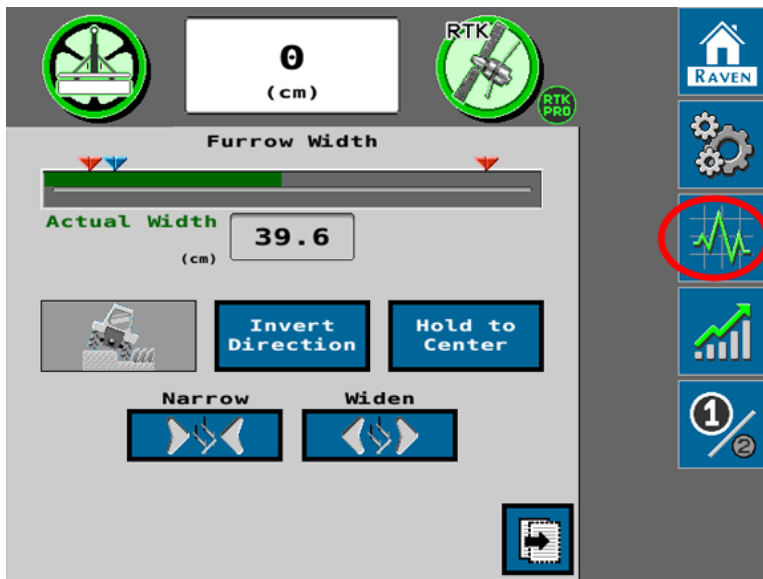 0
(cm)
RTK
RTK
PRO
RAVEN
Furrow Width
Actual Width
(cm)
39.6
Invert
Direction
Hold to
Center
Narrow
Widen
1
2